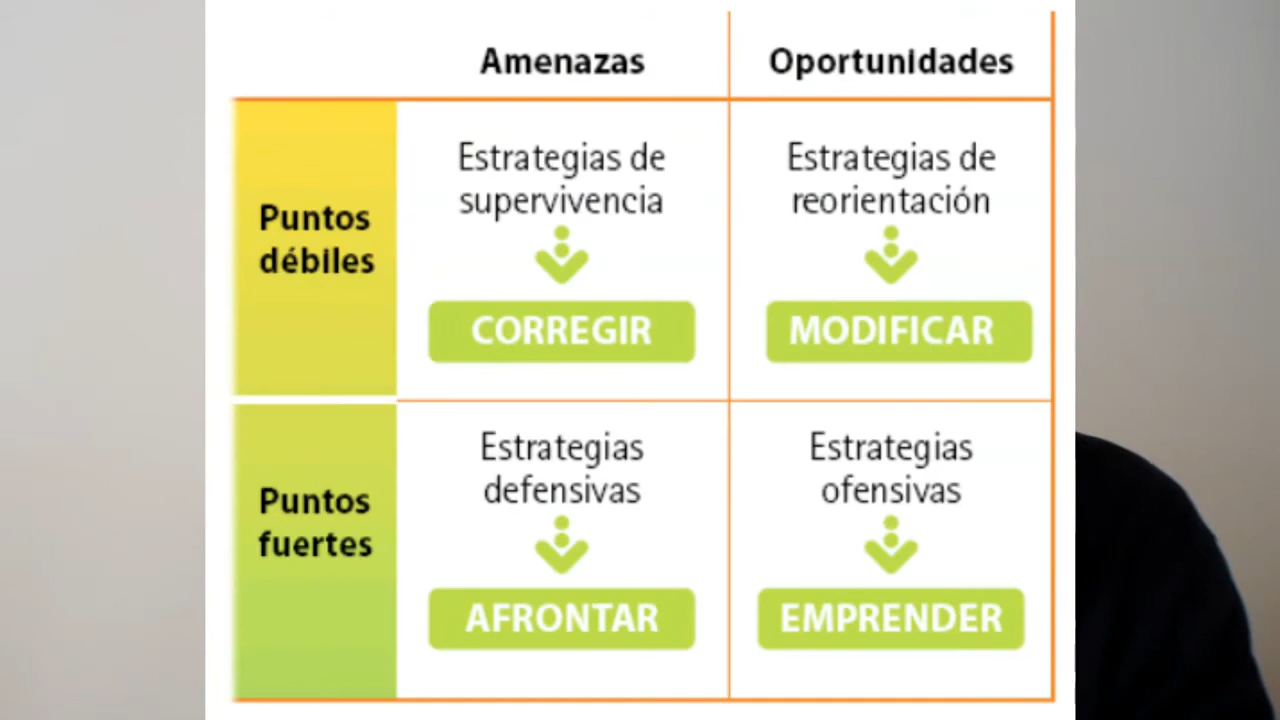 Amenazas
Oportunidades
Puntos
débiles
Estrategias de
supervivencia
CORREGIR
Estrategias de
reorientación
MODIFICAR
Puntos
fuertes
Estrategias
defensivas
AFRONTAR
Estrategias
ofensivas
EMPRENDER